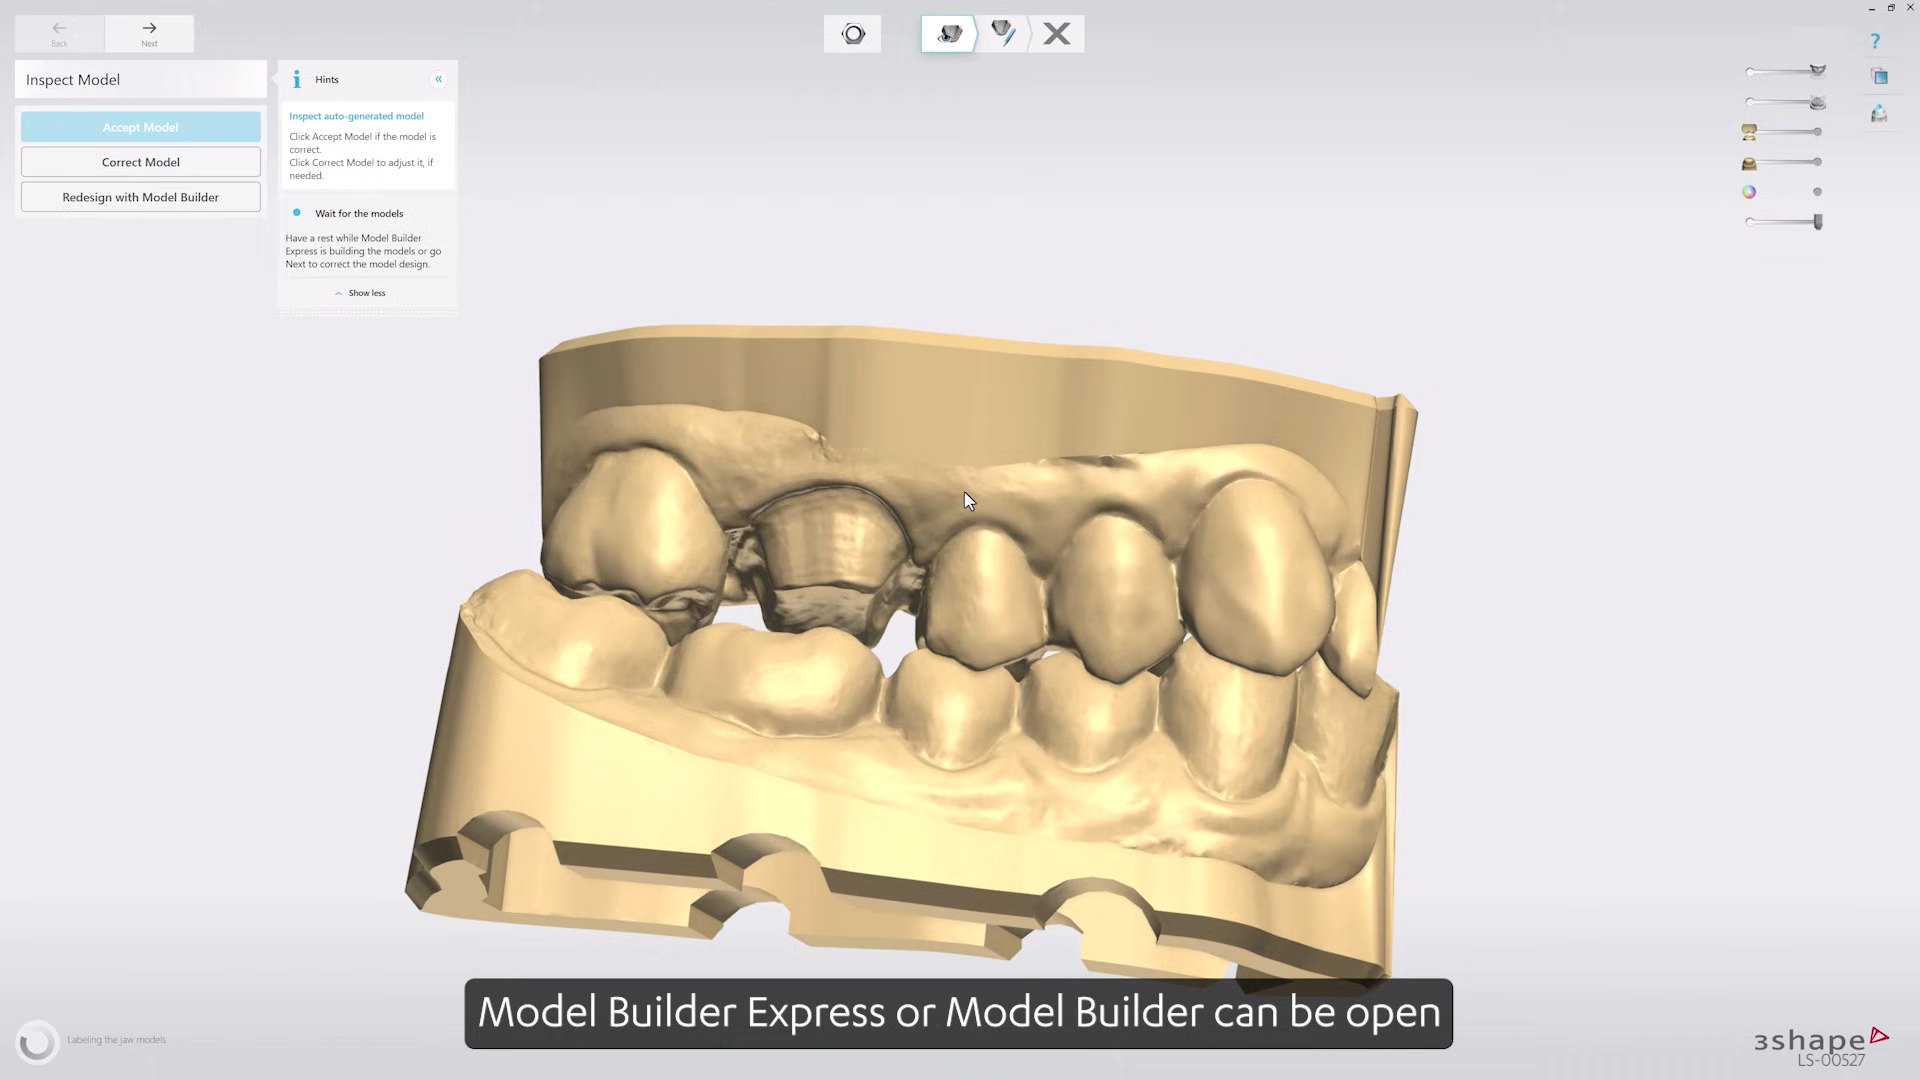 Back
Next
Inspect Model
Accept Model
Correct Model
Redesign with Model Builder
Hints
Inspect auto-generated model
Click Accept Model if the model is
correct.
Click Correct Model to adjust it, if
needed.
Wait for the models
Have a rest while Model Builder
Express is building the models or go
Next to correct the model design.
Show less
?
Model Builder Express or Model Builder can be open
Labeling the jaw models
3shape
LS-00527